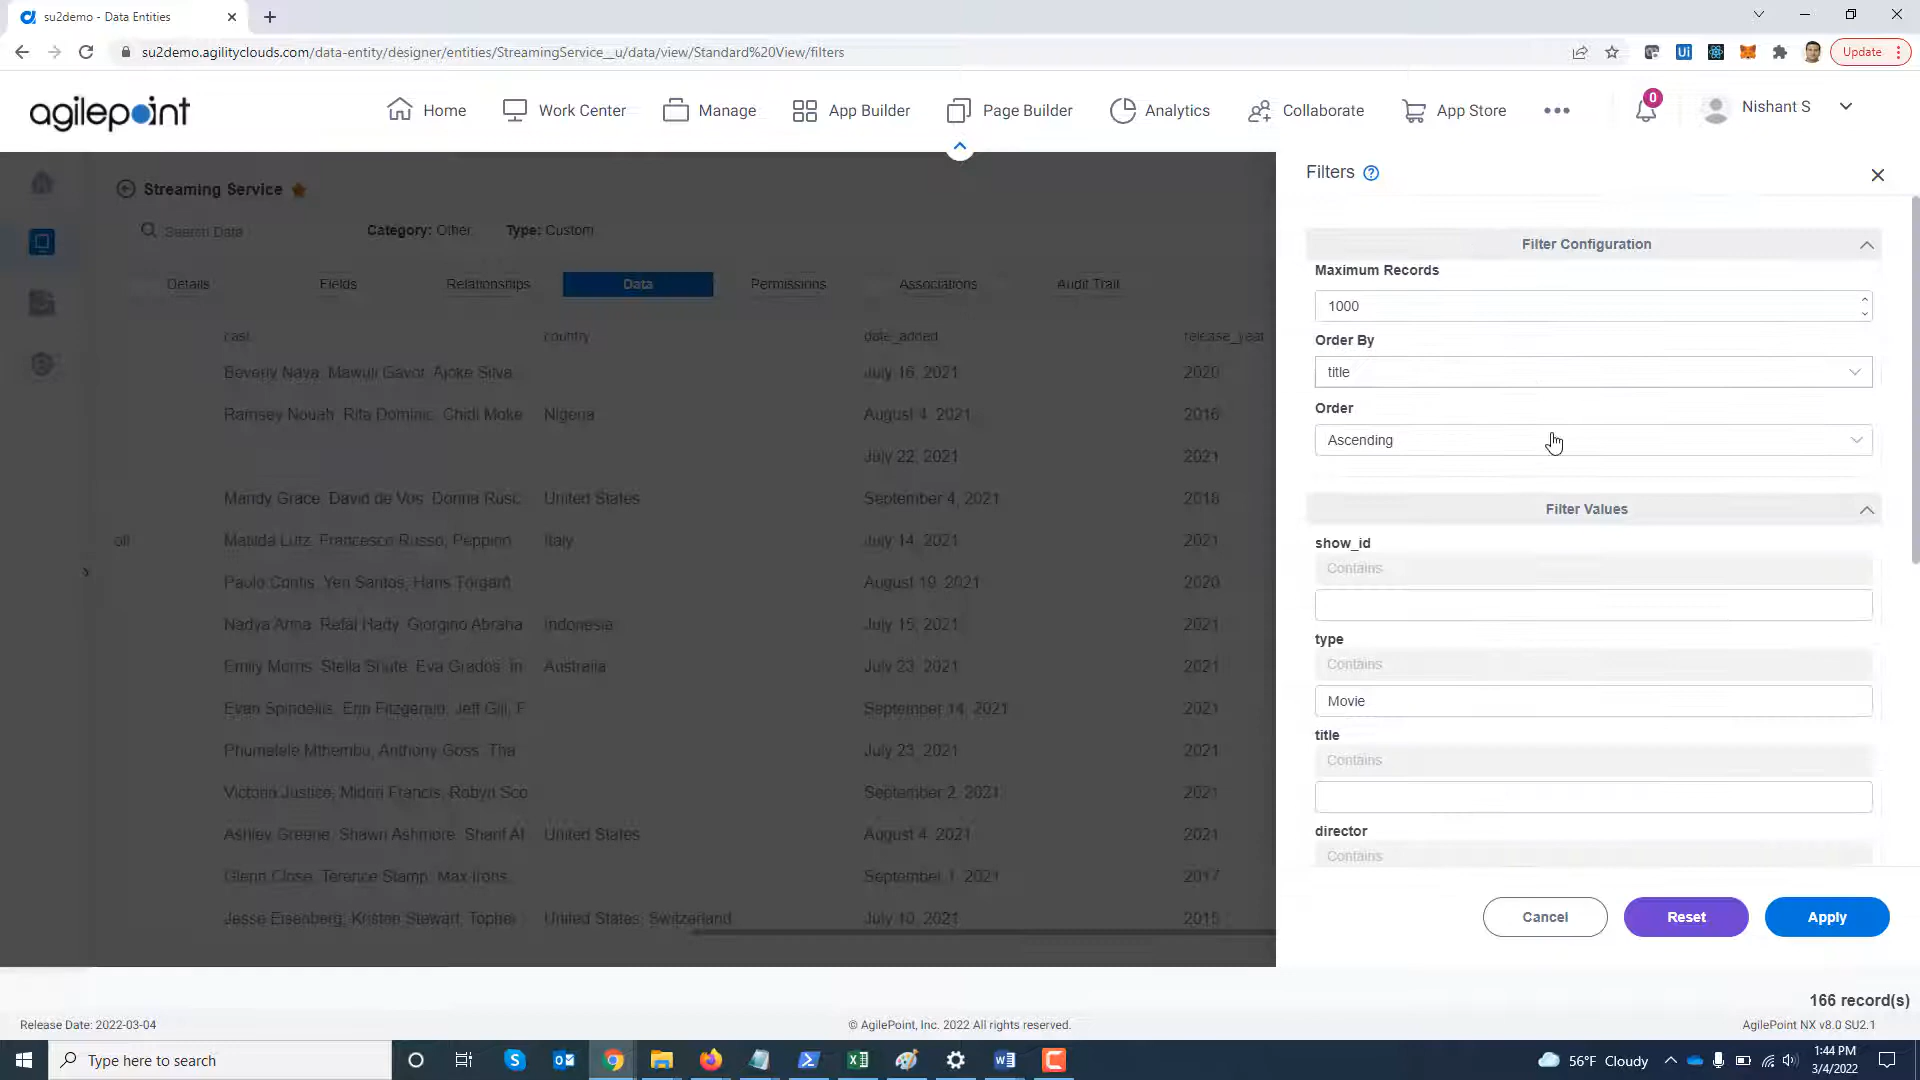 su2demo - Data Entities
su2demo.agilityclouds.com/data-entity/designer/entities/StreamingService__u/data/view/Standard%20View/filters
Update
agilepoint
Home
Work Center
Manage
App Builder
Page Builder
Analytics
Collaborate
App Store
0
Nishant S
Streaming Service
Search Data
Category: Other
Type: Custom
Details
Fields
Relationships
Data
Permissions
Associations
Audit Trail
cast country date_added release_year
Beverly Naya, Mawuli Gavor, Ajoke Silva, July 16, 2021 2020
Ramsey Nouah, Rita Dominic, Chidi Moke Nigeria August 4, 2021 2016
July 22, 2021 2021
Mandy Grace, David de Vos, Donna Rusc United States September 4, 2021 2018
oll Matilda Lutz, Francesco Russo, Peppino Italy July 14, 2021 2021
Paulo Contis, Yeri Santos, Hans Torgard August 19, 2021 2020
Nadya Arina, Refal Hady, Giorgino Abraha Indonesia July 15, 2021 2021
Emily Morris, Stella Shute, Eva Grados, In Australia July 23, 2021 2021
Evan Spindelius, Erin Fitzgerald, Jeff Gill, F September 14, 2021 2021
Phumelele Mthembu, Anthony Goss, Tha July 23, 2021 2021
Victoria Justice, Midori Francis, Robyn Sco September 2, 2021 2021
Ashley Greene, Shawn Ashmore, Sharif At United States August 4, 2021 2021
Glenn Close, Terence Stamp, Max Irons, September 1, 2021 2017
Jesse Eisenberg, Kristen Stewart, Topher United States, Switzerland July 10, 2021 2015
Filters
Filter Configuration
Maximum Records
1000
Order By
title
Order
Ascending
Filter Values
show_id
Contains
type
Contains
Movie
title
Contains
director
Contains
Cancel
Reset
Apply
166 record(s)
Release Date: 2022-03-04
© AgilePoint, Inc. 2022 All rights reserved.
AgilePoint NX v8.0 SU2.1
Type here to search
56°F Cloudy
1:44 PM
3/4/2022